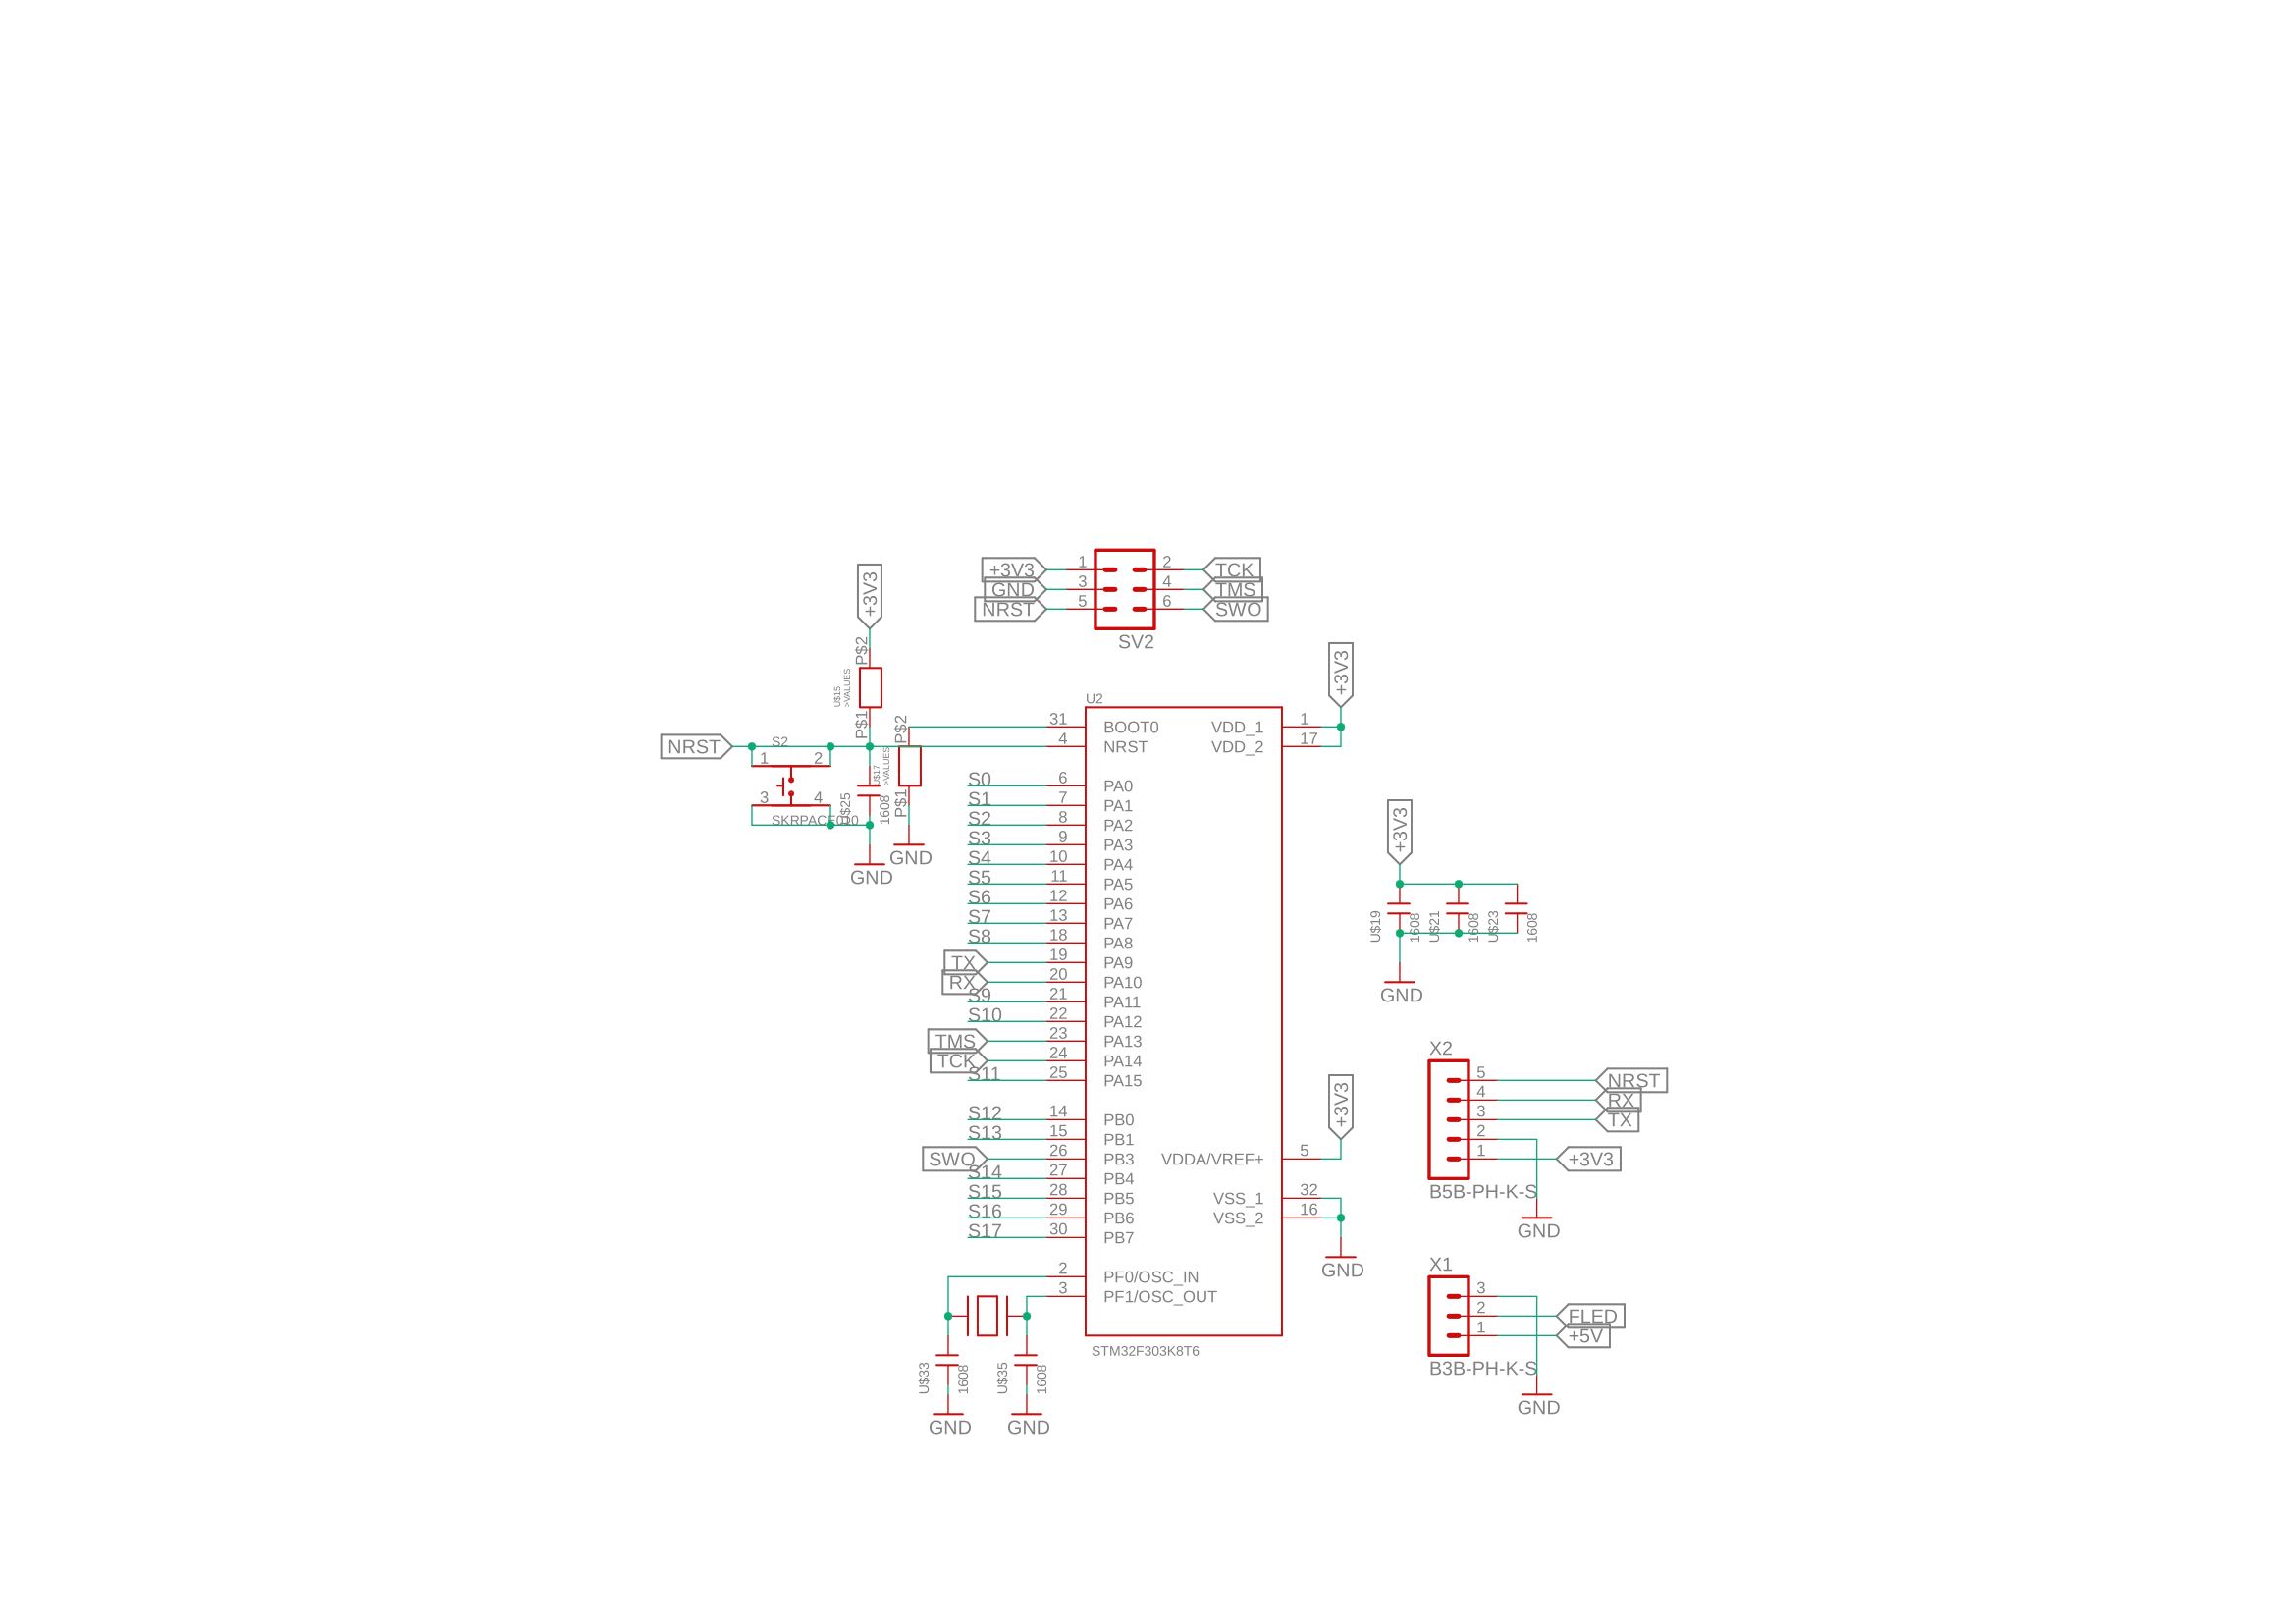 +3V3
P$2
U$15
>VALUES
P$1
+3V3
GND
NRST
1
3
5
2
4
6
TCK
TMS
SWO
SV2
NRST
S2
1
2
3
4
SKRPACE010
U$25
1608
GND
P$2
U$17
>VALUES
P$1
GND
U2
31
BOOT0
4
NRST
S0
6
PA0
S1
7
PA1
S2
8
PA2
S3
9
PA3
S4
10
PA4
S5
11
PA5
S6
12
PA6
S7
13
PA7
S8
18
PA8
TX
19
PA9
RX
20
PA10
S9
21
PA11
S10
22
PA12
TMS
23
PA13
TCK
24
PA14
S11
25
PA15
S12
14
PB0
S13
15
PB1
SWO
26
PB3
S14
27
PB4
S15
28
PB5
S16
29
PB6
S17
30
PB7
2
PF0/OSC_IN
3
PF1/OSC_OUT
STM32F303K8T6
U$33
1608
GND
U$35
1608
GND
+3V3
VDD_1
1
VDD_2
17
+3V3
VDDA/VREF+
5
VSS_1
32
VSS_2
16
GND
+3V3
U$19
1608
U$21
1608
U$23
1608
GND
X2
5
NRST
4
RX
3
TX
2
1
+3V3
B5B-PH-K-S
GND
X1
3
2
1
+5V
B3B-PH-K-S
GND